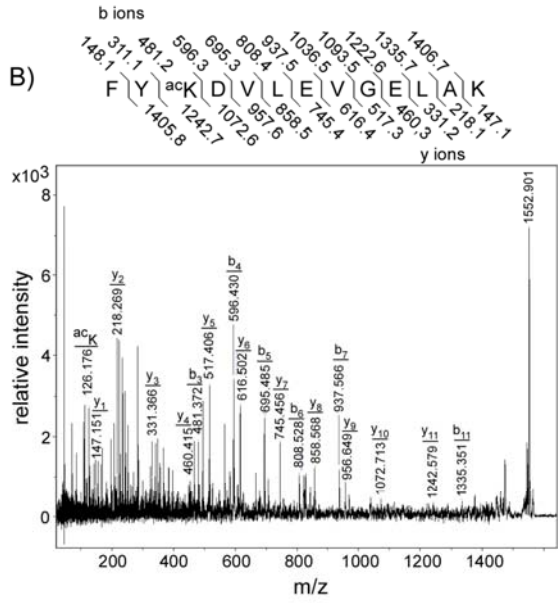 b ions
B)
148.1 311.1 481.2 596.3 695.3 808.4 937.5 1036.5 1093.5 1222.6 1335.7 1406.7
F Y acK D V L E V G E L A K
1405.8 1242.7 1072.6 957.6 858.5 745.4 616.4 517.3 460.3 331.2 218.1 147.1
y ions
x10³
8
6
4
2
0
relative intensity
acK 126.176
y₁ 147.151
y₂ 218.269
y₃ 331.366
y₄ 460.415
b₃ 481.372
y₅ 517.406
b₄ 596.430
y₆ 616.502
b₅ 695.485
y₇ 745.456
b₆ 808.528
y₈ 858.568
b₇ 937.566
y₉ 956.649
y₁₀ 1072.713
y₁₁ 1242.579
b₁₁ 1335.351
1552.901
200 400 600 800 1000 1200 1400
m/z